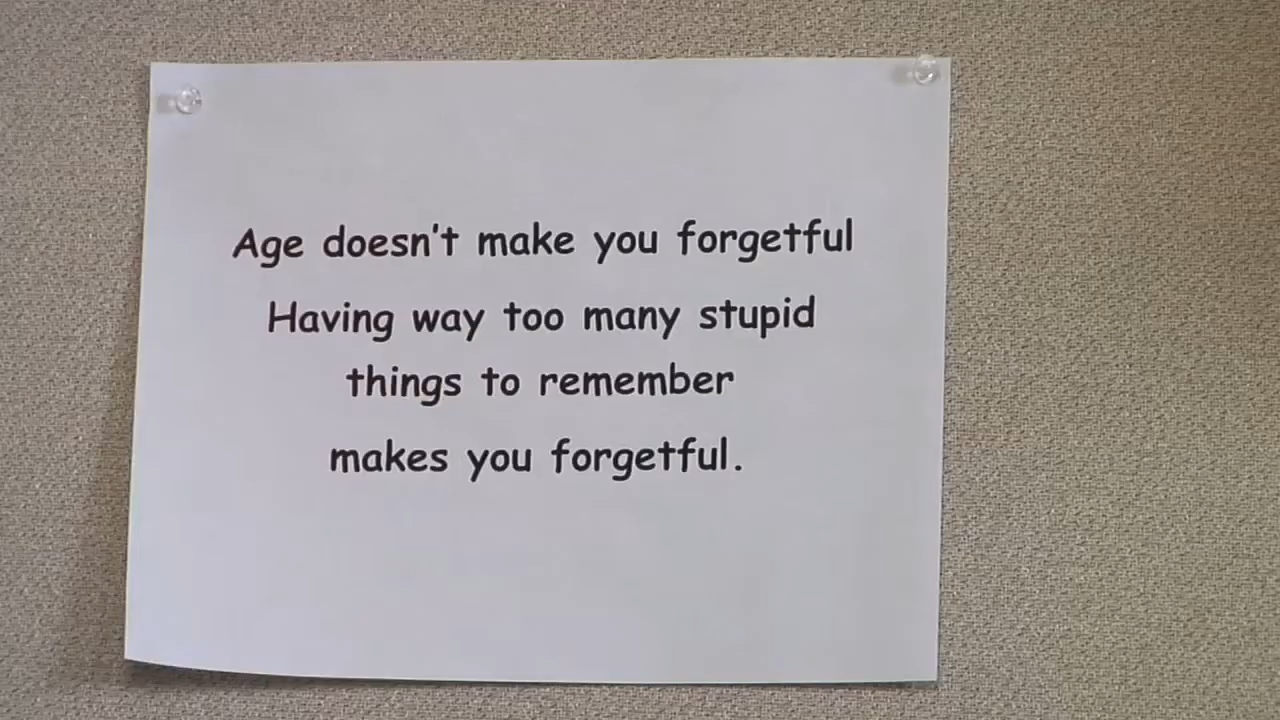 Age doesn't make you forgetful
Having way too many stupid
things to remember
makes you forgetful.